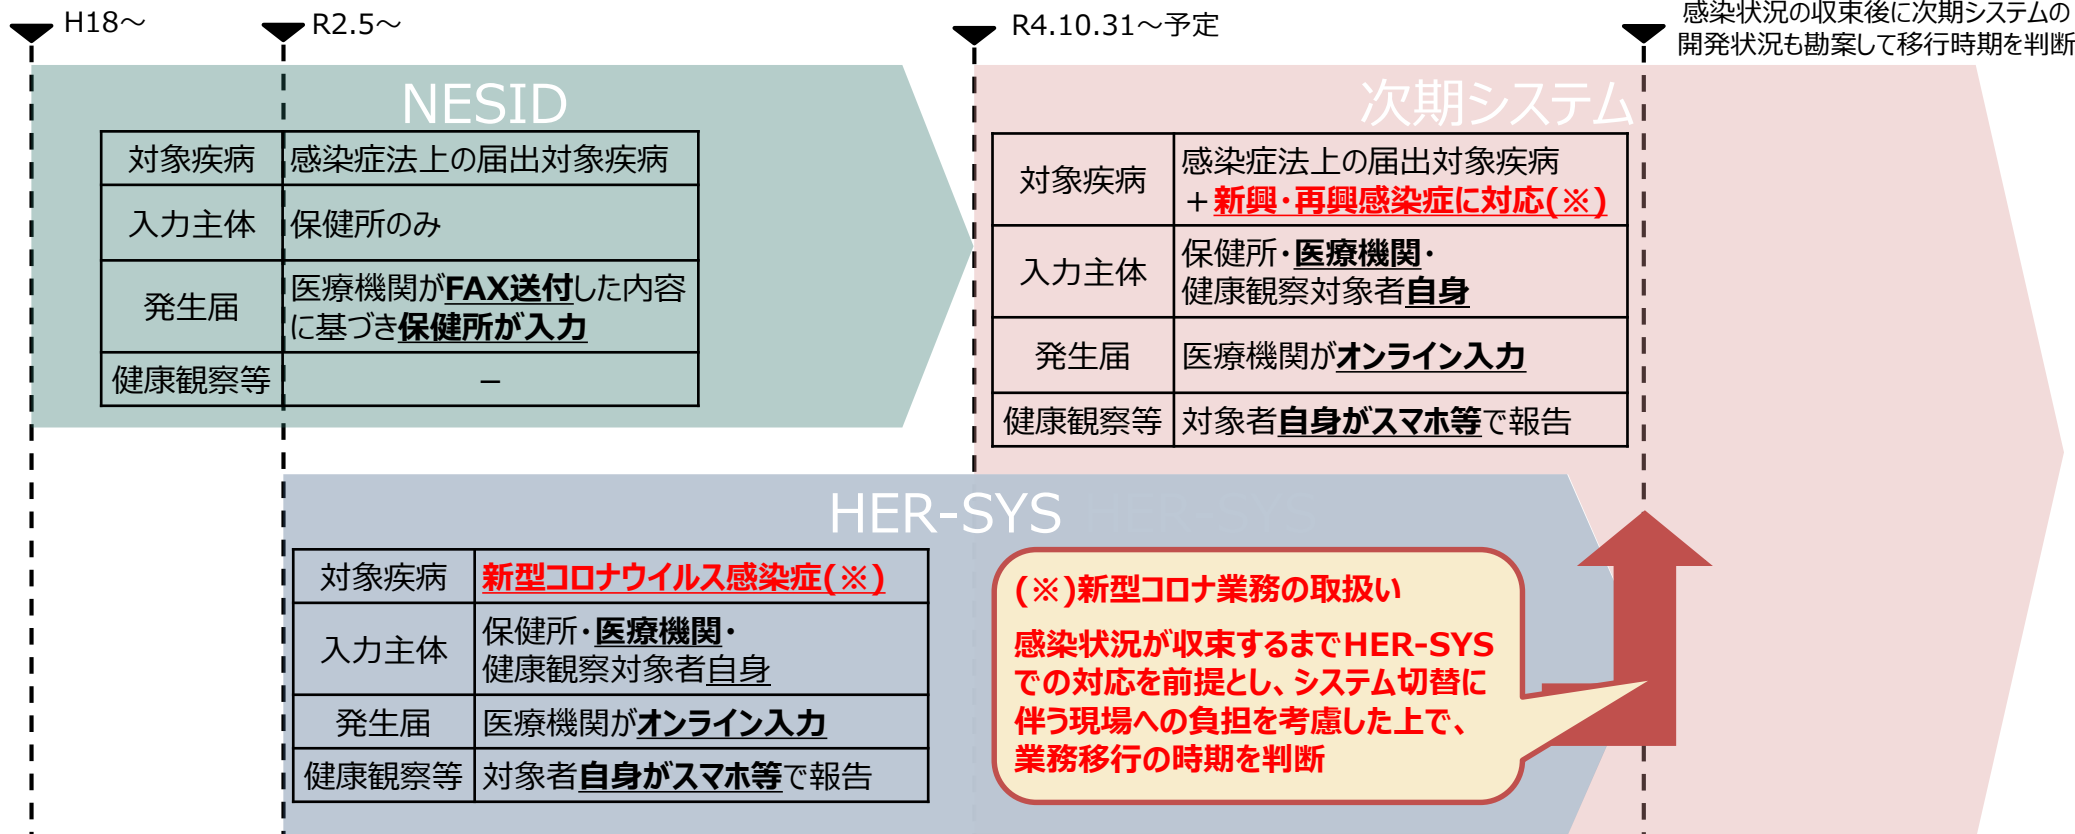 H18～
R2.5～
R4.10.31～予定
感染状況の収束後に次期システムの
開発状況も勘案して移行時期を判断
NESID
対象疾病
感染症法上の届出対象疾病
入力主体
保健所のみ
発生届
医療機関がFAX送付した内容
に基づき保健所が入力
健康観察等
－
次期システム
対象疾病
感染症法上の届出対象疾病
＋新興・再興感染症に対応(※)
入力主体
保健所・医療機関・
健康観察対象者自身
発生届
医療機関がオンライン入力
健康観察等
対象者自身がスマホ等で報告
HER-SYS HER-SYS
対象疾病
新型コロナウイルス感染症(※)
入力主体
保健所・医療機関・
健康観察対象者自身
発生届
医療機関がオンライン入力
健康観察等
対象者自身がスマホ等で報告
(※)新型コロナ業務の取扱い
感染状況が収束するまでHER-SYS
での対応を前提とし、システム切替に
伴う現場への負担を考慮した上で、
業務移行の時期を判断